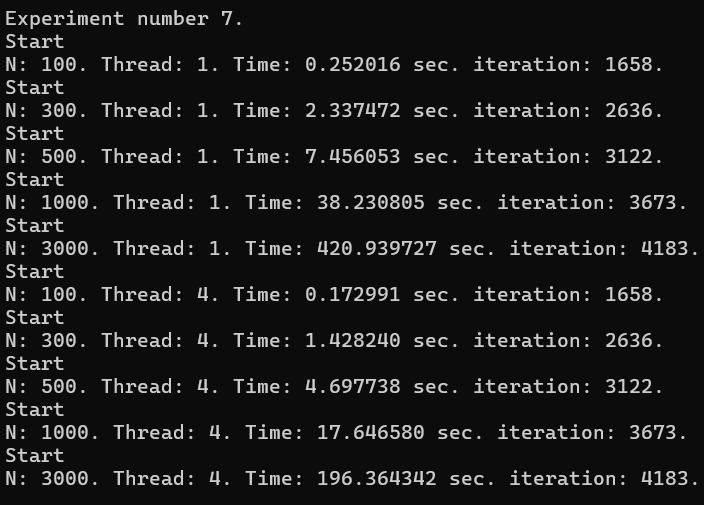 Experiment number 7.
Start
N: 100. Thread: 1. Time: 0.252016 sec. iteration: 1658.
Start
N: 300. Thread: 1. Time: 2.337472 sec. iteration: 2636.
Start
N: 500. Thread: 1. Time: 7.456053 sec. iteration: 3122.
Start
N: 1000. Thread: 1. Time: 38.230805 sec. iteration: 3673.
Start
N: 3000. Thread: 1. Time: 420.939727 sec. iteration: 4183.
Start
N: 100. Thread: 4. Time: 0.172991 sec. iteration: 1658.
Start
N: 300. Thread: 4. Time: 1.428240 sec. iteration: 2636.
Start
N: 500. Thread: 4. Time: 4.697738 sec. iteration: 3122.
Start
N: 1000. Thread: 4. Time: 17.646580 sec. iteration: 3673.
Start
N: 3000. Thread: 4. Time: 196.364342 sec. iteration: 4183.